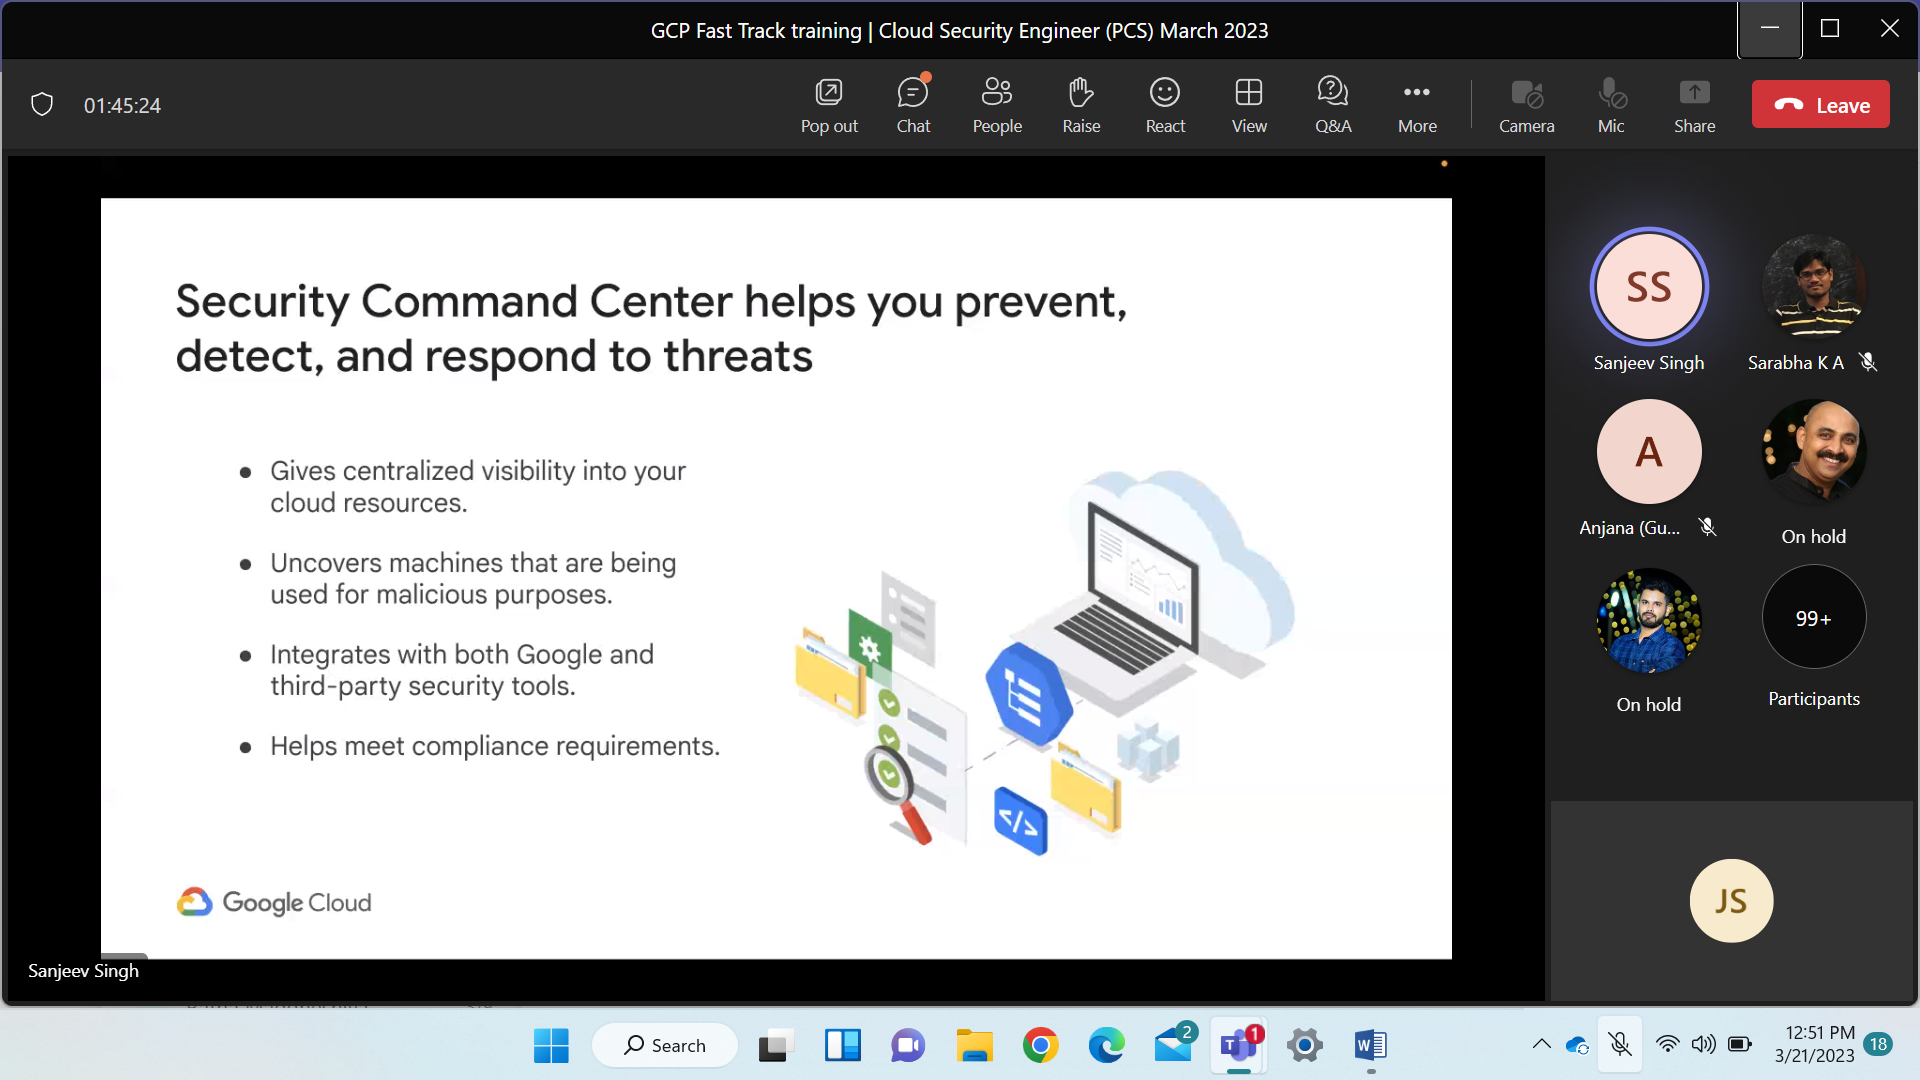 GCP Fast Track training | Cloud Security Engineer (PCS) March 2023
01:45:24
Pop out
Chat
People
Raise
React
View
Q&A
More
Camera
Mic
Share
Leave
Security Command Center helps you prevent,
detect, and respond to threats
● Gives centralized visibility into your
cloud resources.
● Uncovers machines that are being
used for malicious purposes.
● Integrates with both Google and
third-party security tools.
● Helps meet compliance requirements.
</>
Google Cloud
Sanjeev Singh
SS
Sanjeev Singh
Sarabha K A
A
Anjana (Gu...
On hold
On hold
99+
Participants
JS
Search
2
1
12:51 PM
3/21/2023
18